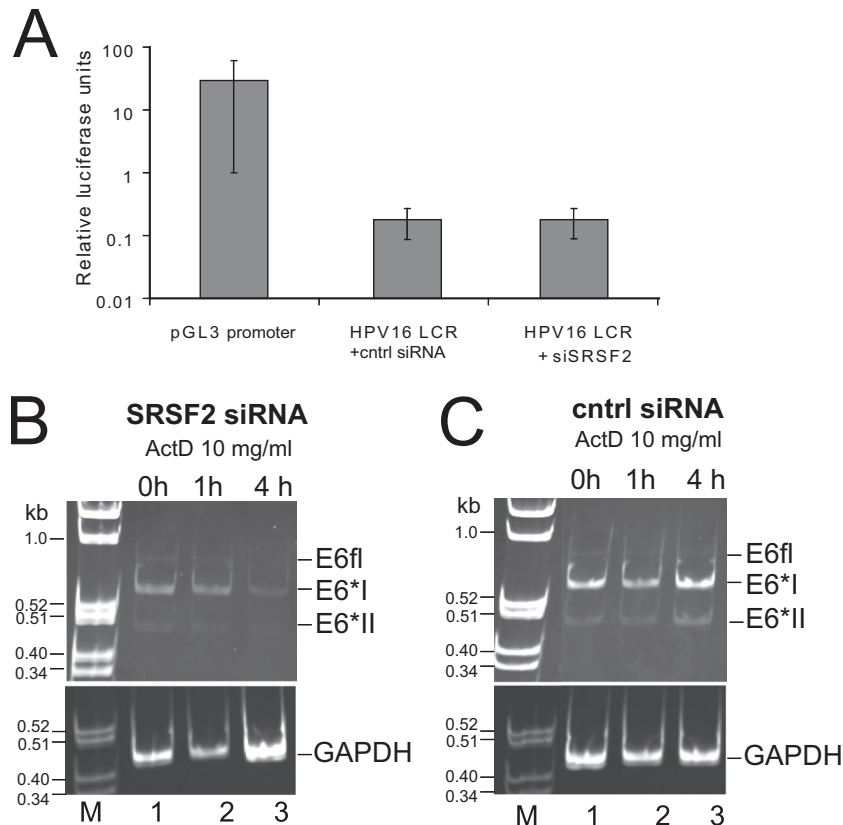 A
Relative luciferase units
100
10
1
0.1
0.01
pGL3 promoter
HPV16 LCR
+cntrl siRNA
HPV16 LCR
+ siSRSF2
B
SRSF2 siRNA
ActD 10 mg/ml
0h 1h 4 h
kb
1.0
0.52
0.51
0.40
0.34
E6fl
E6*I
E6*II
0.52
0.51
0.40
0.34
GAPDH
M 1 2 3
C
cntrl siRNA
ActD 10 mg/ml
0h 1h 4 h
kb
1.0
0.52
0.51
0.40
0.34
E6fl
E6*I
E6*II
0.52
0.51
0.40
0.34
GAPDH
M 1 2 3